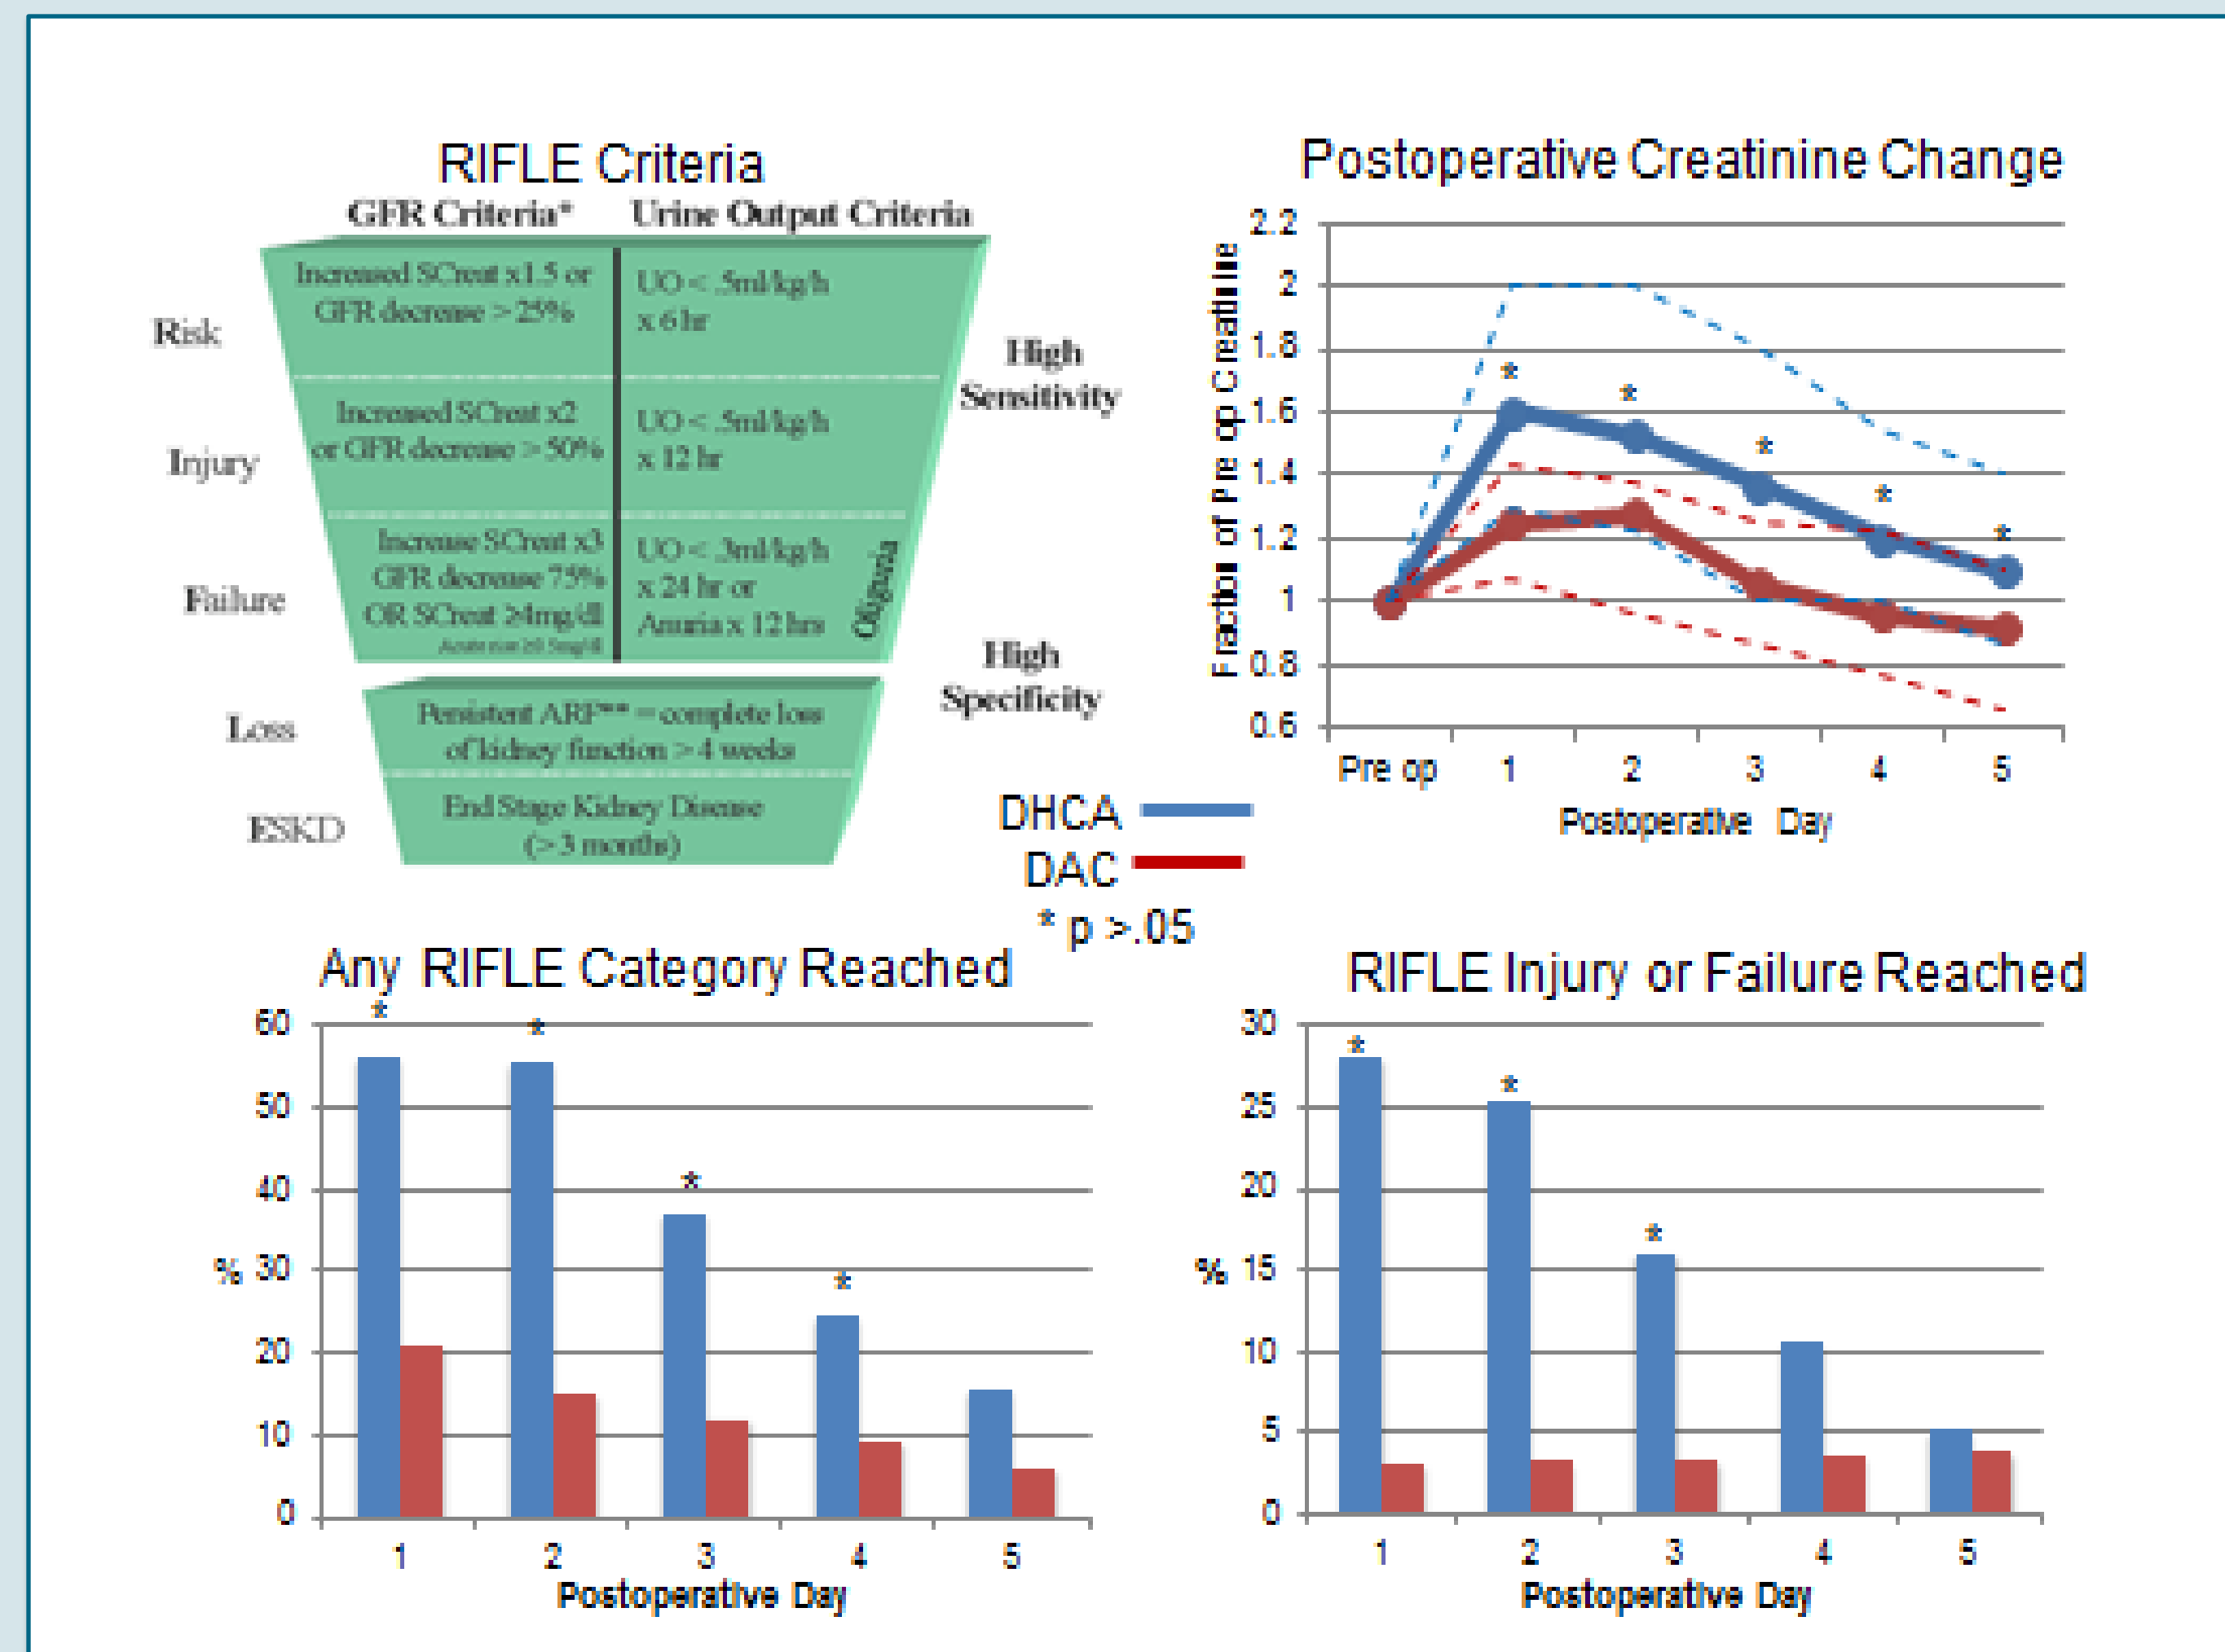 RIFLE Criteria
GFR Criteria*
Urine Output Criteria
Risk
Increased SCreat x1.5 or
GFR decrease > 25%
UO < .5ml/kg/h
x 6 hr
High
Sensitivity
Injury
Increased SCreat x2
or GFR decrease > 50%
UO < .5ml/kg/h
x 12 hr
Failure
Increase SCreat x3
GFR decrease 75%
OR SCreat ≥4mg/dl
UO < .3ml/kg/h
x 24 hr or
Anuria x 12 hrs
Oliguria
High
Specificity
Loss
Persistent ARF** = complete loss
of kidney function > 4 weeks
ESKD
End Stage Kidney Disease
(> 3 months)
Postoperative Creatinine Change
Fraction of Pre op Creatinine
2.2
2
1.8
1.6
1.4
1.2
1
0.8
0.6
* * * * *
Pre op 1 2 3 4 5
Postoperative Day
DHCA
DAC
* p >.05
Any RIFLE Category Reached
* * * *
%
60
50
40
30
20
10
0
1 2 3 4 5
Postoperative Day
RIFLE Injury or Failure Reached
* * *
%
30
25
20
15
10
5
0
1 2 3 4 5
Postoperative Day